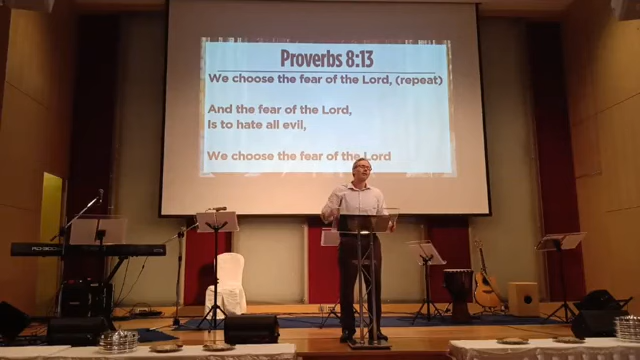 Proverbs 8:13
We choose the fear of the Lord, (repeat)
And the fear of the Lord,
Is to hate all evil,
We choose the fear of the Lord